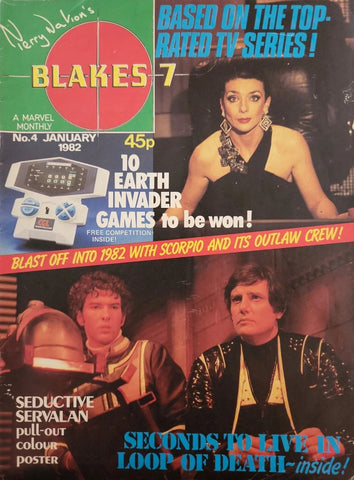 Terry Nation's
BLAKES 7
A MARVEL
MONTHLY
No.4 JANUARY
1982
45p
BASED ON THE TOP-
RATED TV SERIES!
10
EARTH
INVADER
GAMES to be won!
FREE COMPETITION
INSIDE!
BLAST OFF INTO 1982 WITH SCORPIO AND ITS OUTLAW CREW!
SEDUCTIVE
SERVALAN
pull-out
colour
poster
SECONDS TO LIVE IN
LOOP OF DEATH~inside!